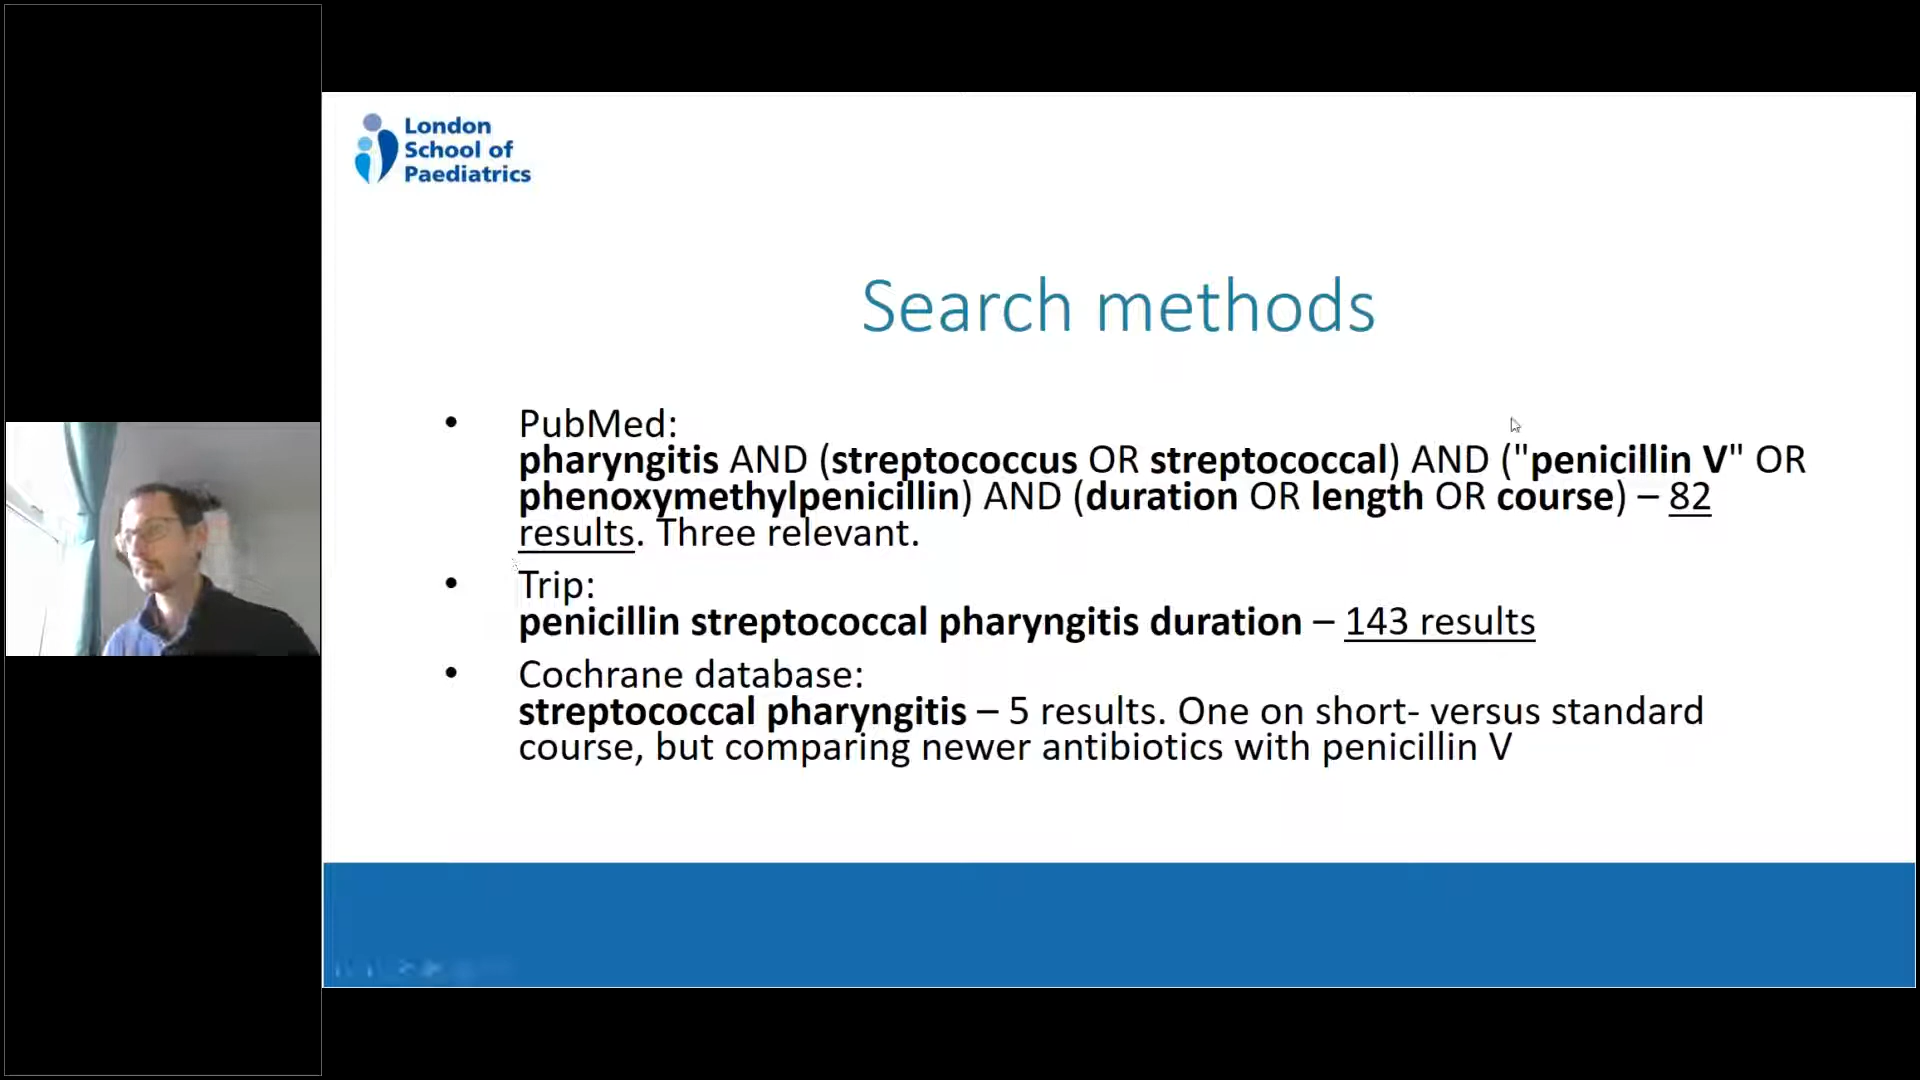 London
School of
Paediatrics
Search methods
• PubMed:
pharyngitis AND (streptococcus OR streptococcal) AND ("penicillin V" OR
phenoxymethylpenicillin) AND (duration OR length OR course) – 82
results. Three relevant.
• Trip:
penicillin streptococcal pharyngitis duration – 143 results
• Cochrane database:
streptococcal pharyngitis – 5 results. One on short- versus standard
course, but comparing newer antibiotics with penicillin V